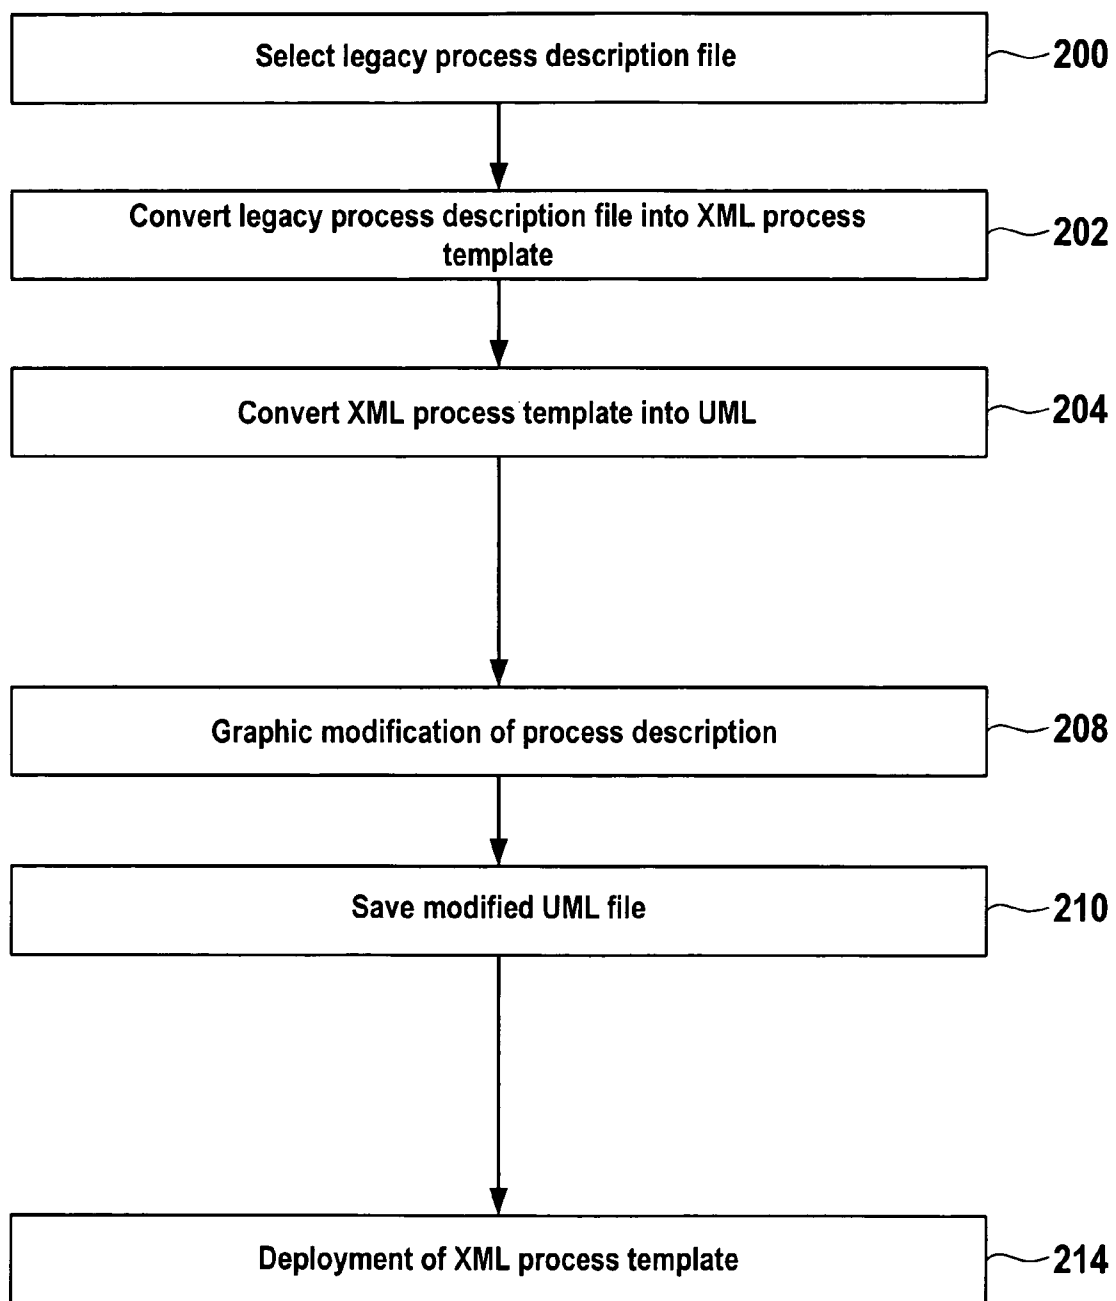 Select legacy process description file
200
Convert legacy process description file into XML process
template
202
Convert XML process template into UML
204
Graphic modification of process description
208
Save modified UML file
210
Deployment of XML process template
214